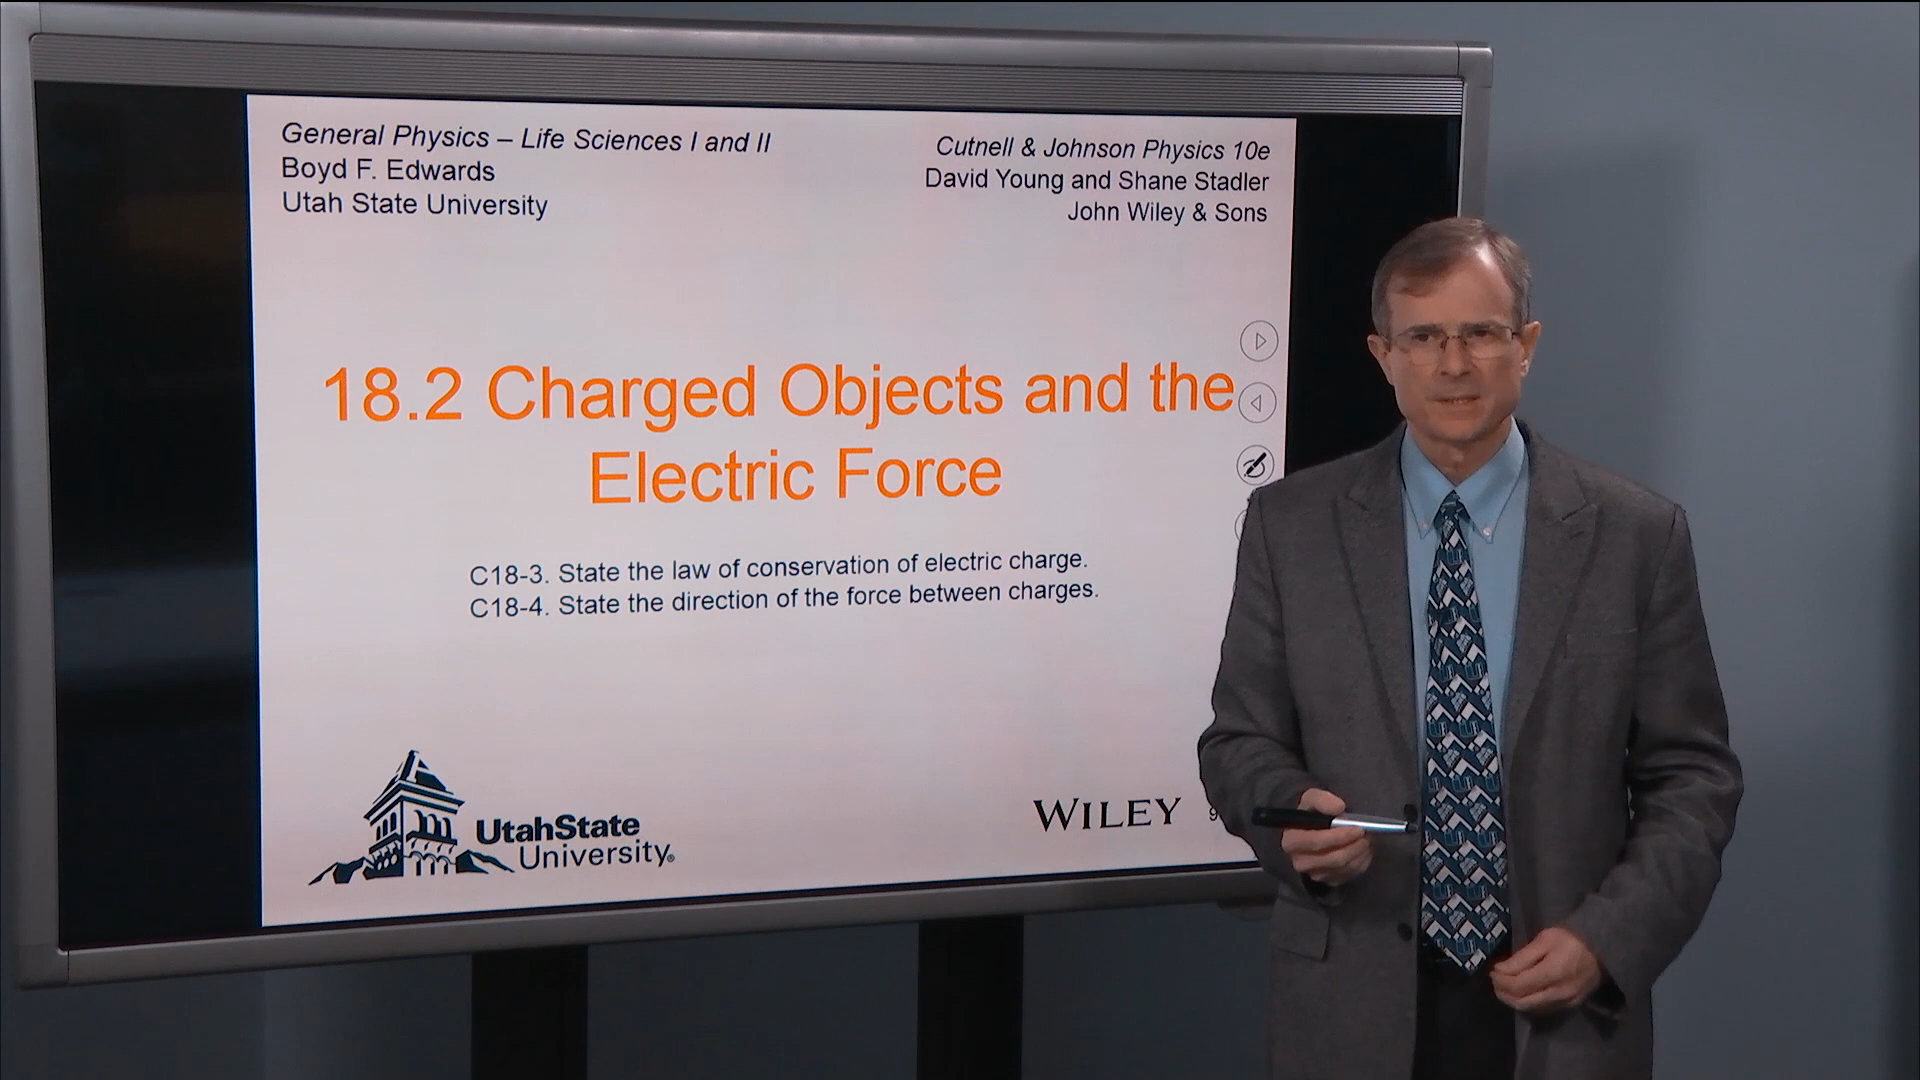 General Physics – Life Sciences I and II
Boyd F. Edwards
Utah State University
Cutnell & Johnson Physics 10e
David Young and Shane Stadler
John Wiley & Sons
18.2 Charged Objects and the
Electric Force
C18-3. State the law of conservation of electric charge.
C18-4. State the direction of the force between charges.
UtahState
University®
WILEY